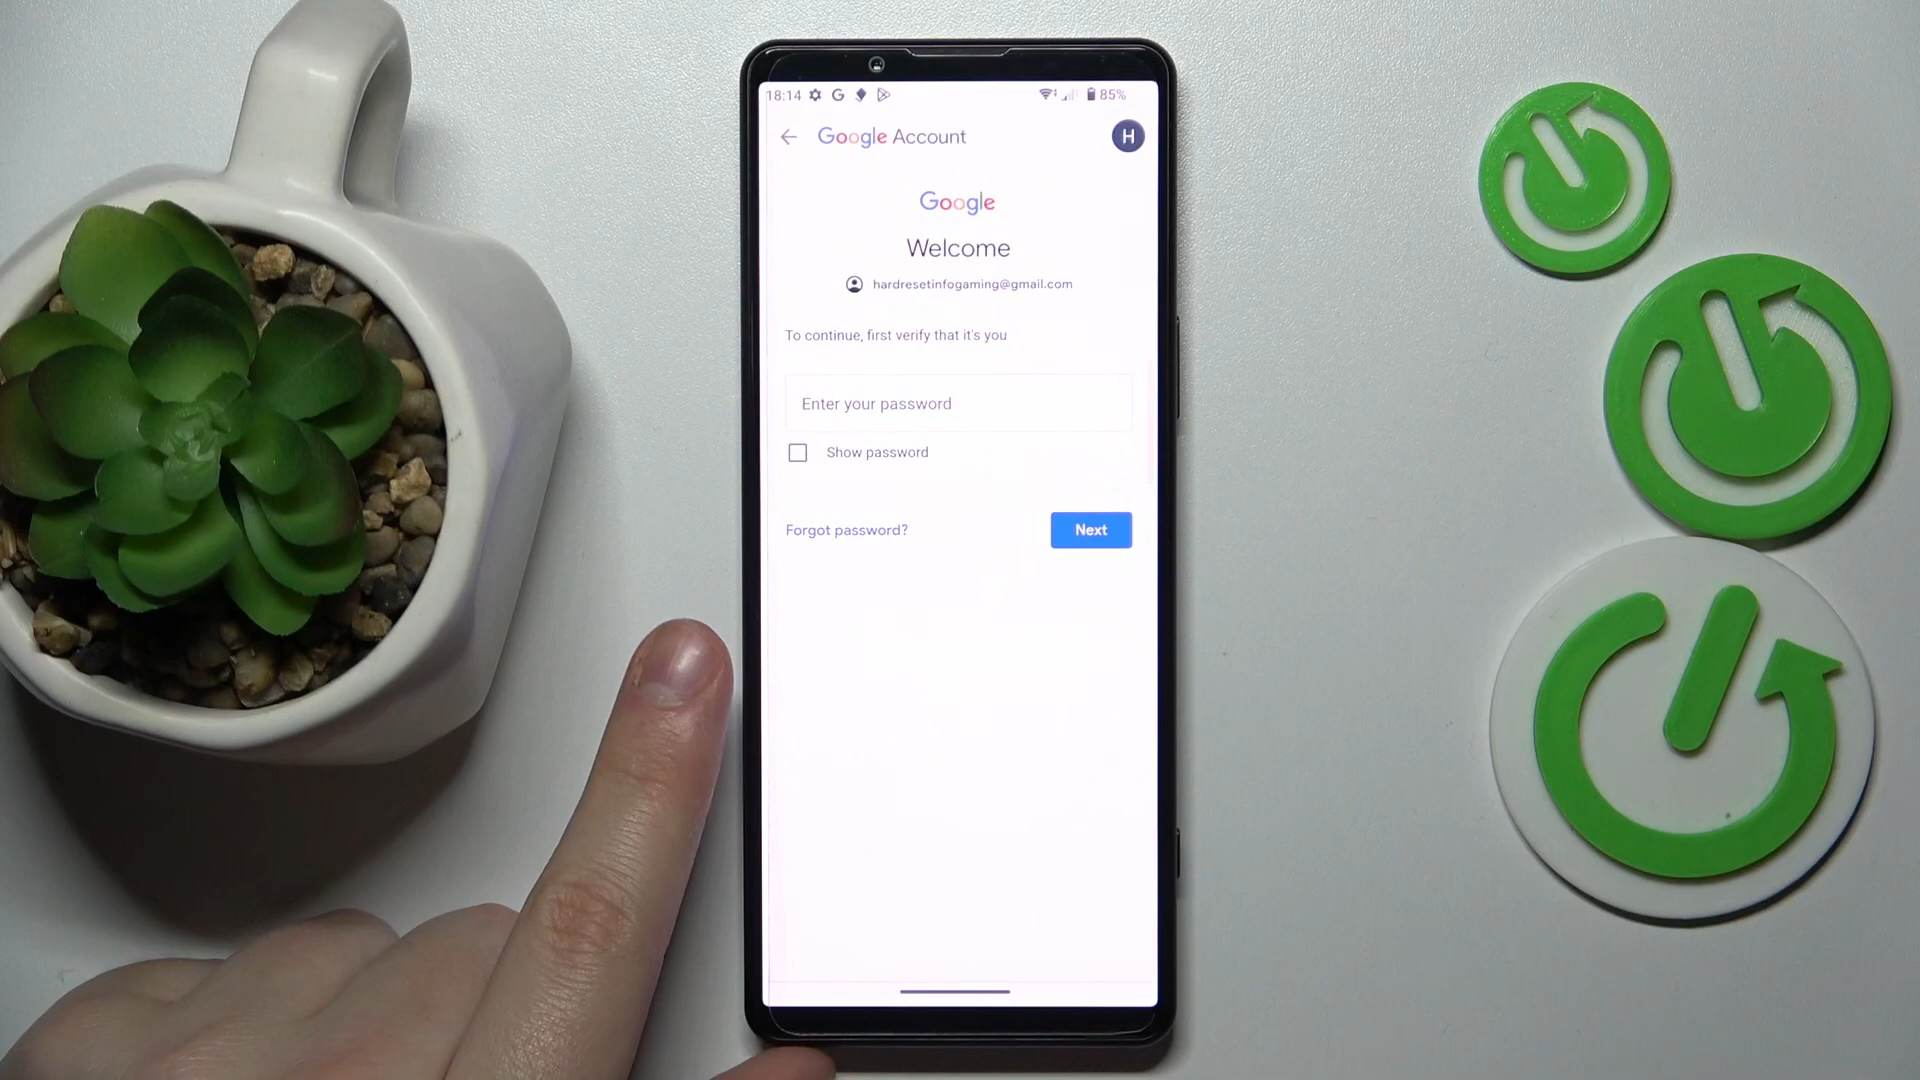 18:14 G 85%
Google Account H
Google
Welcome
hardresetinfogaming@gmail.com
To continue, first verify that it's you
Enter your password
Show password
Forgot password? Next